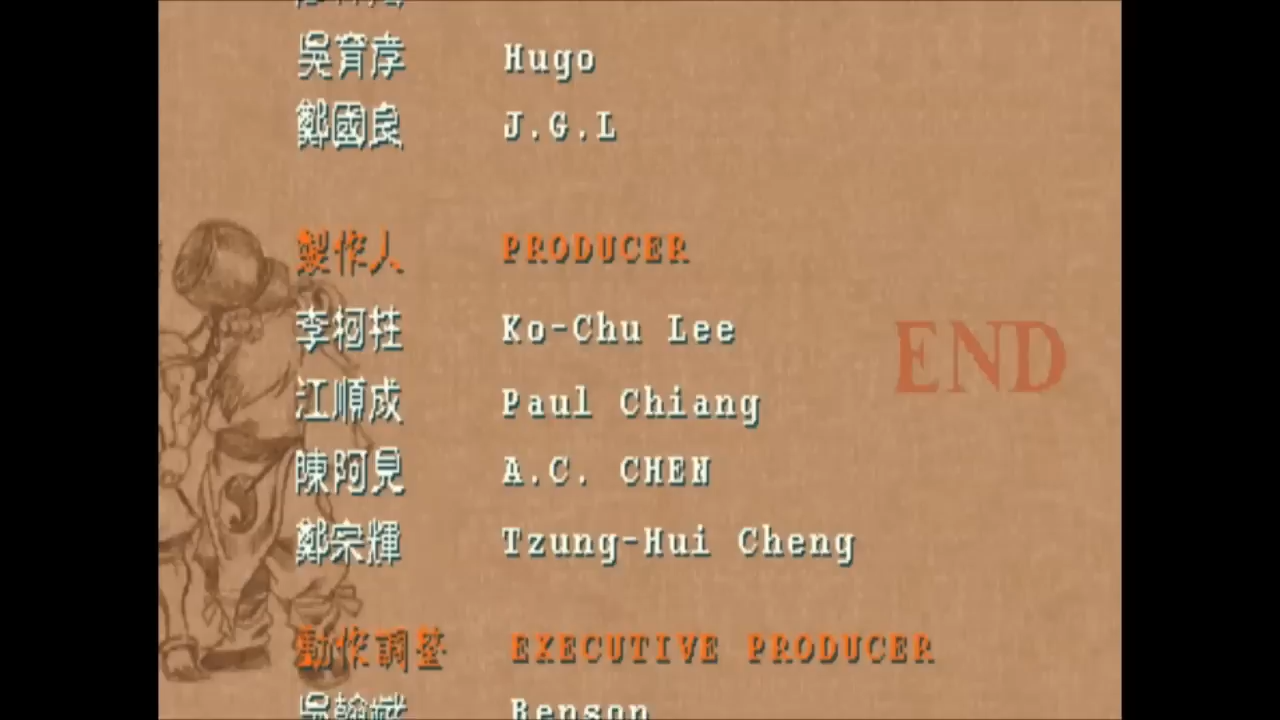 吳育孝 Hugo
鄭國良 J.G.L
製作人 PRODUCER
李柯拄 Ko-Chu Lee
END
江順成 Paul Chiang
陳阿見 A.C. CHEN
鄭宗輝 Tzung-Hui Cheng
動作調整 EXECUTIVE PRODUCER
Benson